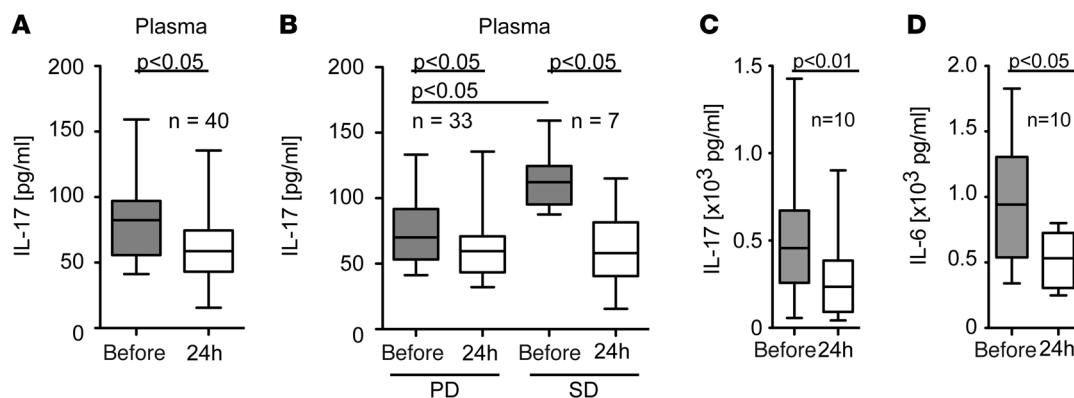 A
Plasma
p<0.05
n = 40
IL-17 [pg/ml]
200
150
100
50
0
Before 24h
B
Plasma
p<0.05 p<0.05
p<0.05
n = 33 n = 7
IL-17 [pg/ml]
200
150
100
50
0
Before 24h Before 24h
PD SD
C
p<0.01
n=10
IL-17 [x10³ pg/ml]
1.5
1.0
0.5
0
Before 24h
D
p<0.05
n=10
IL-6 [x10³ pg/ml]
2.0
1.5
1.0
0.5
0
Before 24h